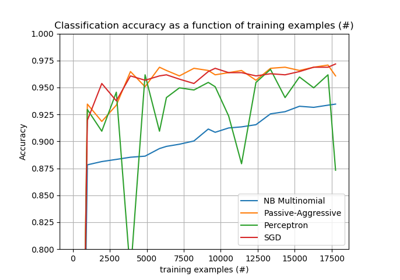 Classification accuracy as a function of training examples (#)
1.000
0.975
0.950
0.925
0.900
0.875
0.850
0.825
0.800
Accuracy
0 2500 5000 7500 10000 12500 15000 17500
training examples (#)
NB Multinomial
Passive-Aggressive
Perceptron
SGD